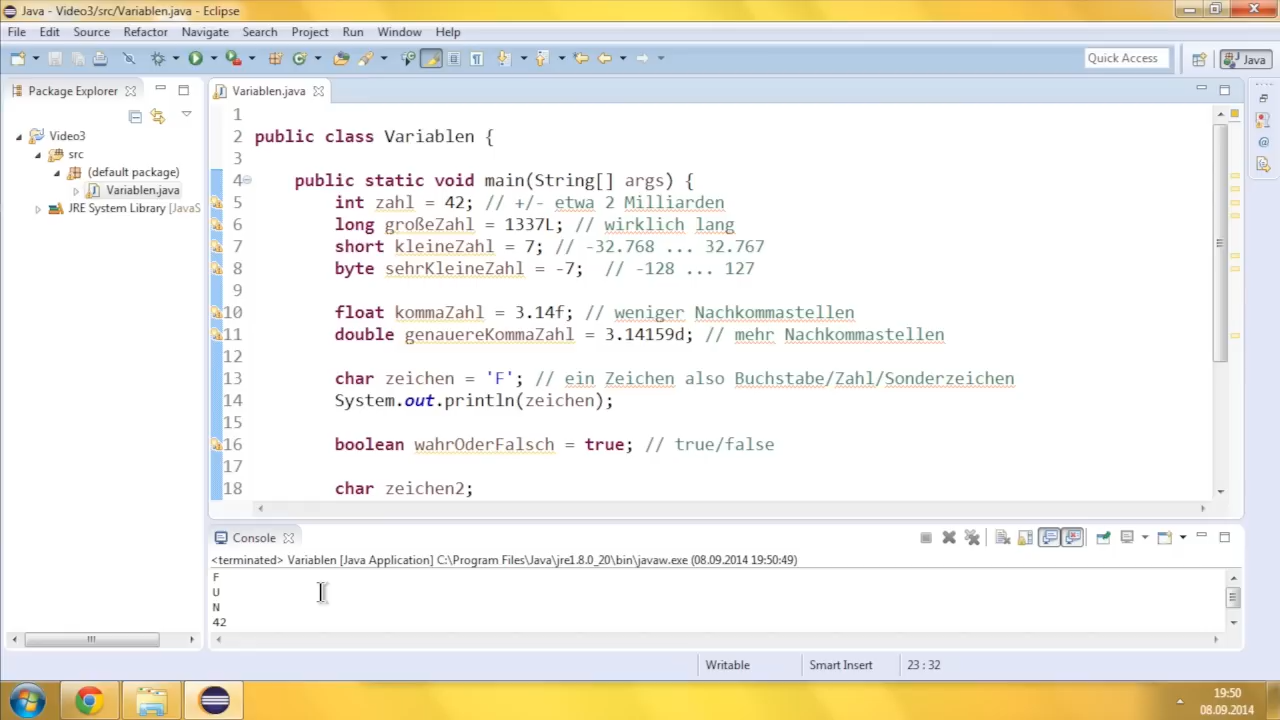 Java - Video3/src/Variablen.java - Eclipse
File Edit Source Refactor Navigate Search Project Run Window Help
Quick Access
Java
Package Explorer
Variablen.java
Video3
src
(default package)
Variablen.java
JRE System Library [JavaS
1
2 public class Variablen {
3
4 public static void main(String[] args) {
5 int zahl = 42; // +/- etwa 2 Milliarden
6 long großeZahl = 1337L; // wirklich lang
7 short kleineZahl = 7; // -32.768 ... 32.767
8 byte sehrKleineZahl = -7; // -128 ... 127
9
10 float kommaZahl = 3.14f; // weniger Nachkommastellen
11 double genauereKommaZahl = 3.14159d; // mehr Nachkommastellen
12
13 char zeichen = 'F'; // ein Zeichen also Buchstabe/Zahl/Sonderzeichen
14 System.out.println(zeichen);
15
16 boolean wahrOderFalsch = true; // true/false
17
18 char zeichen2;
Console
<terminated> Variablen [Java Application] C:\Program Files\Java\jre1.8.0_20\bin\javaw.exe (08.09.2014 19:50:49)
F
U
N
42
Writable Smart Insert 23 : 32
19:50
08.09.2014